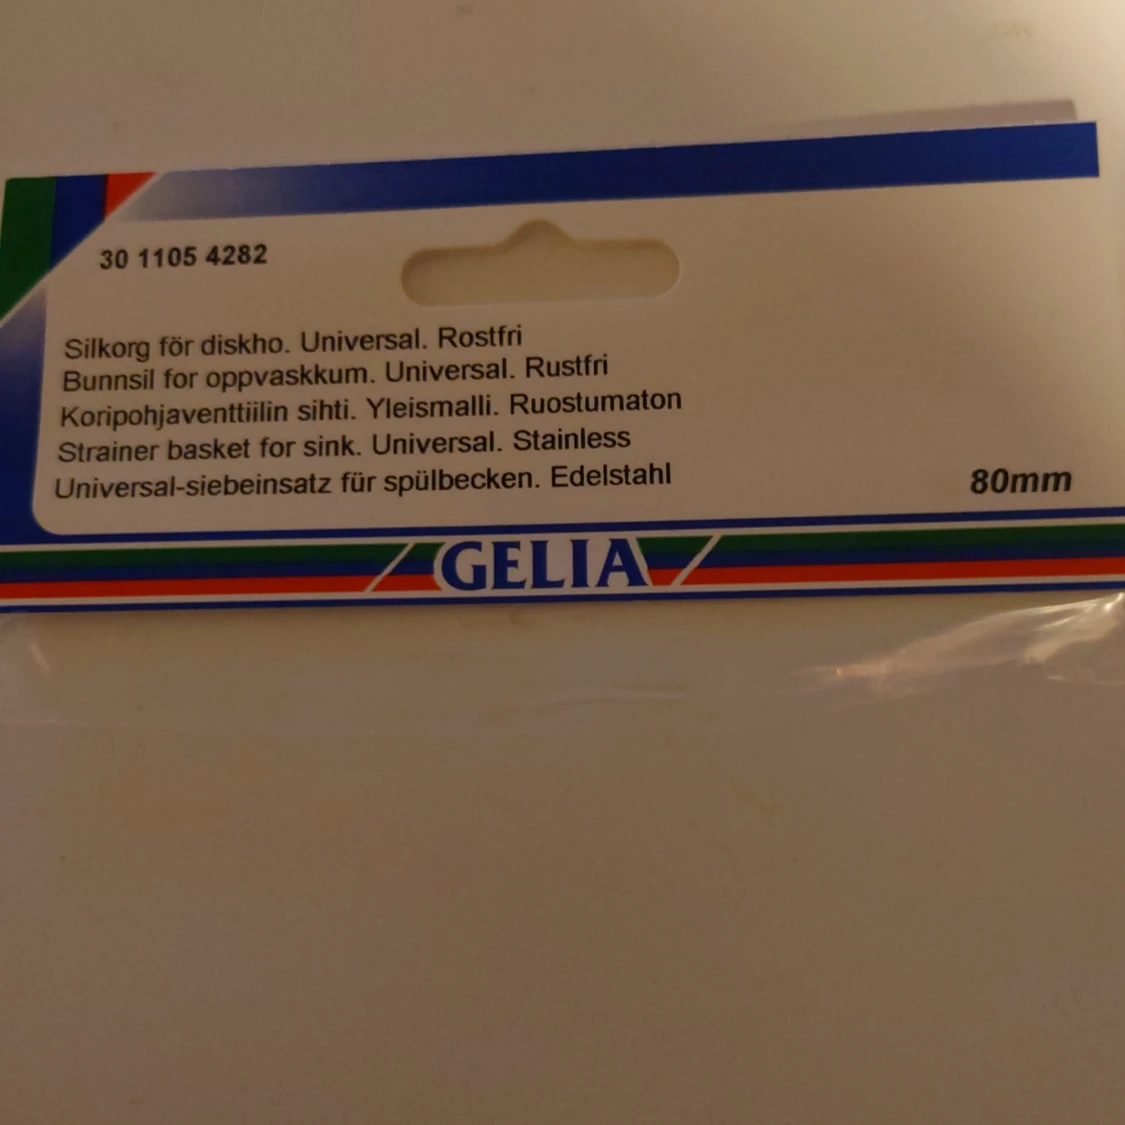 30 1105 4282
Silkorg för diskho. Universal. Rostfri
Bunnsil for oppvaskkum. Universal. Rustfri
Koripohjaventtiilin sihti. Yleismalli. Ruostumaton
Strainer basket for sink. Universal. Stainless
Universal-siebeinsatz für spülbecken. Edelstahl
80mm
GELIA